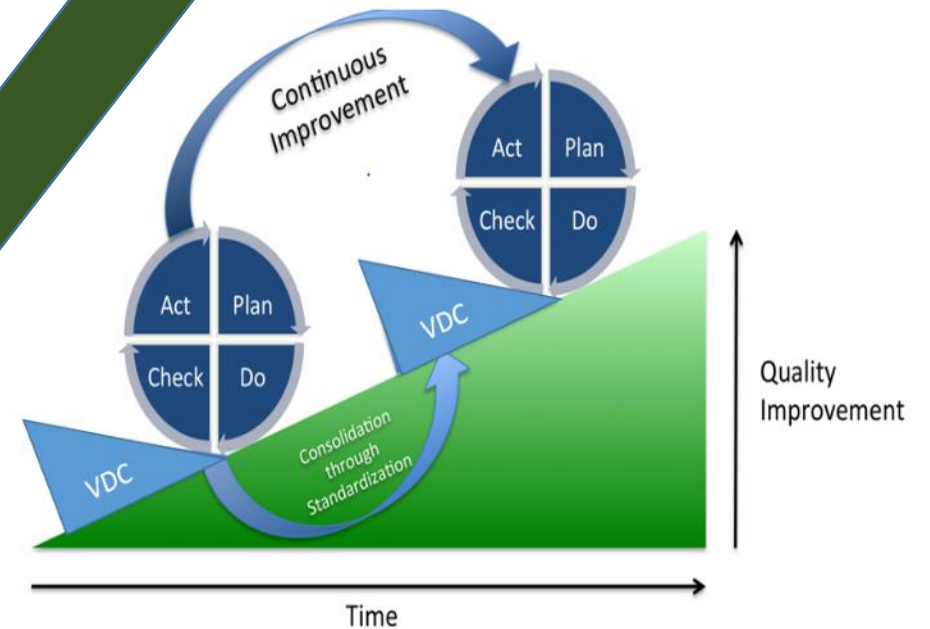 Continuous
Improvement
Act
Plan
Check
Do
Act
Plan
Check
Do
VDC
VDC
Consolidation
through
Standardization
Quality
Improvement
Time